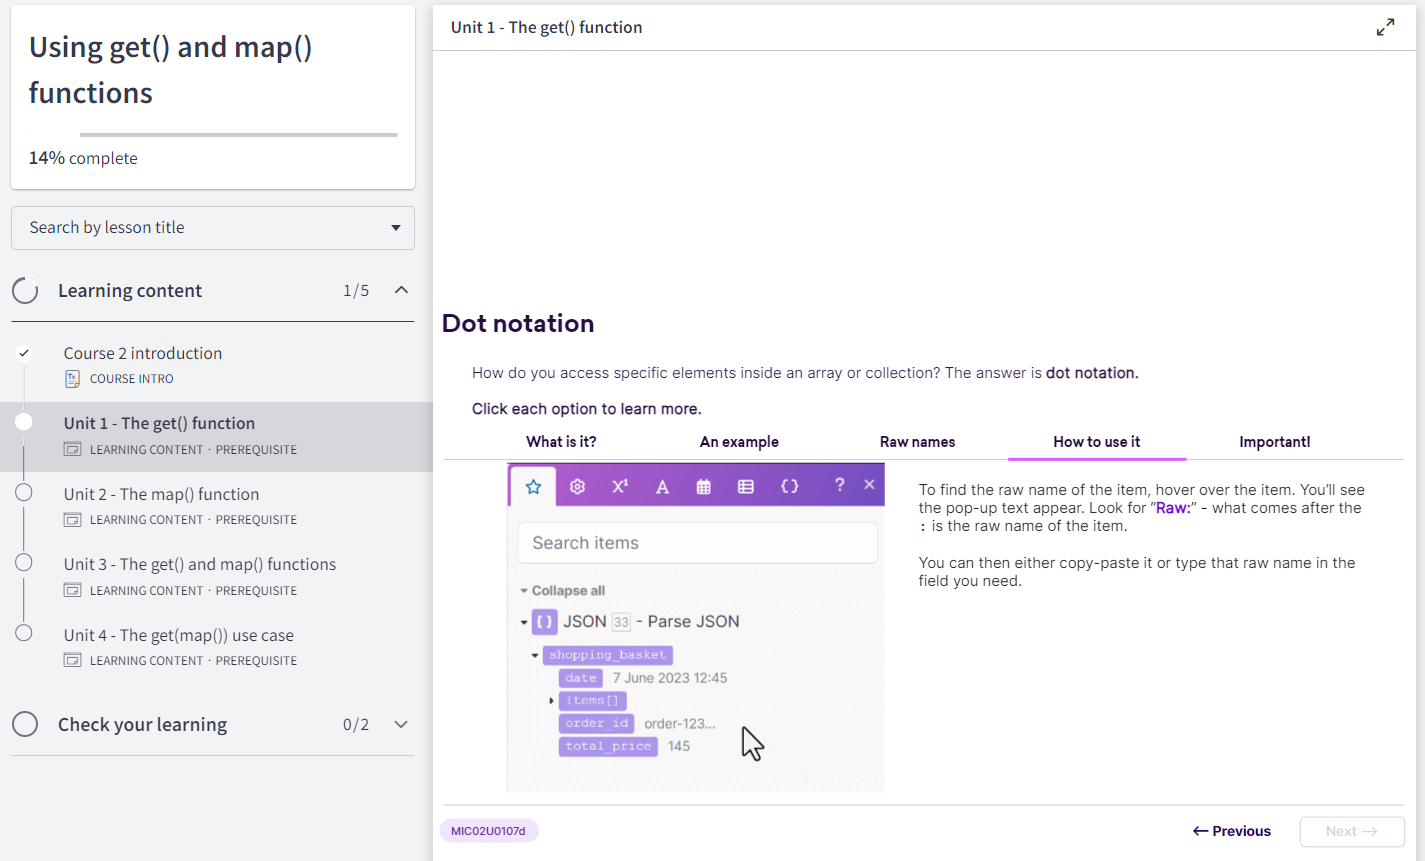 Using get() and map()
functions
14% complete
Search by lesson title
Learning content 1/5
Course 2 introduction
COURSE INTRO
Unit 1 - The get() function
LEARNING CONTENT · PREREQUISITE
Unit 2 - The map() function
LEARNING CONTENT · PREREQUISITE
Unit 3 - The get() and map() functions
LEARNING CONTENT · PREREQUISITE
Unit 4 - The get(map()) use case
LEARNING CONTENT · PREREQUISITE
Check your learning 0/2
Unit 1 - The get() function
Dot notation
How do you access specific elements inside an array or collection? The answer is dot notation.
Click each option to learn more.
What is it? An example Raw names How to use it Important!
Search items
Collapse all
JSON 33 - Parse JSON
shopping_basket
date 7 June 2023 12:45
items[]
order_id order-123...
total_price 145
To find the raw name of the item, hover over the item. You'll see
the pop-up text appear. Look for "Raw:" - what comes after the
: is the raw name of the item.
You can then either copy-paste it or type that raw name in the
field you need.
MIC02U0107d
← Previous Next →